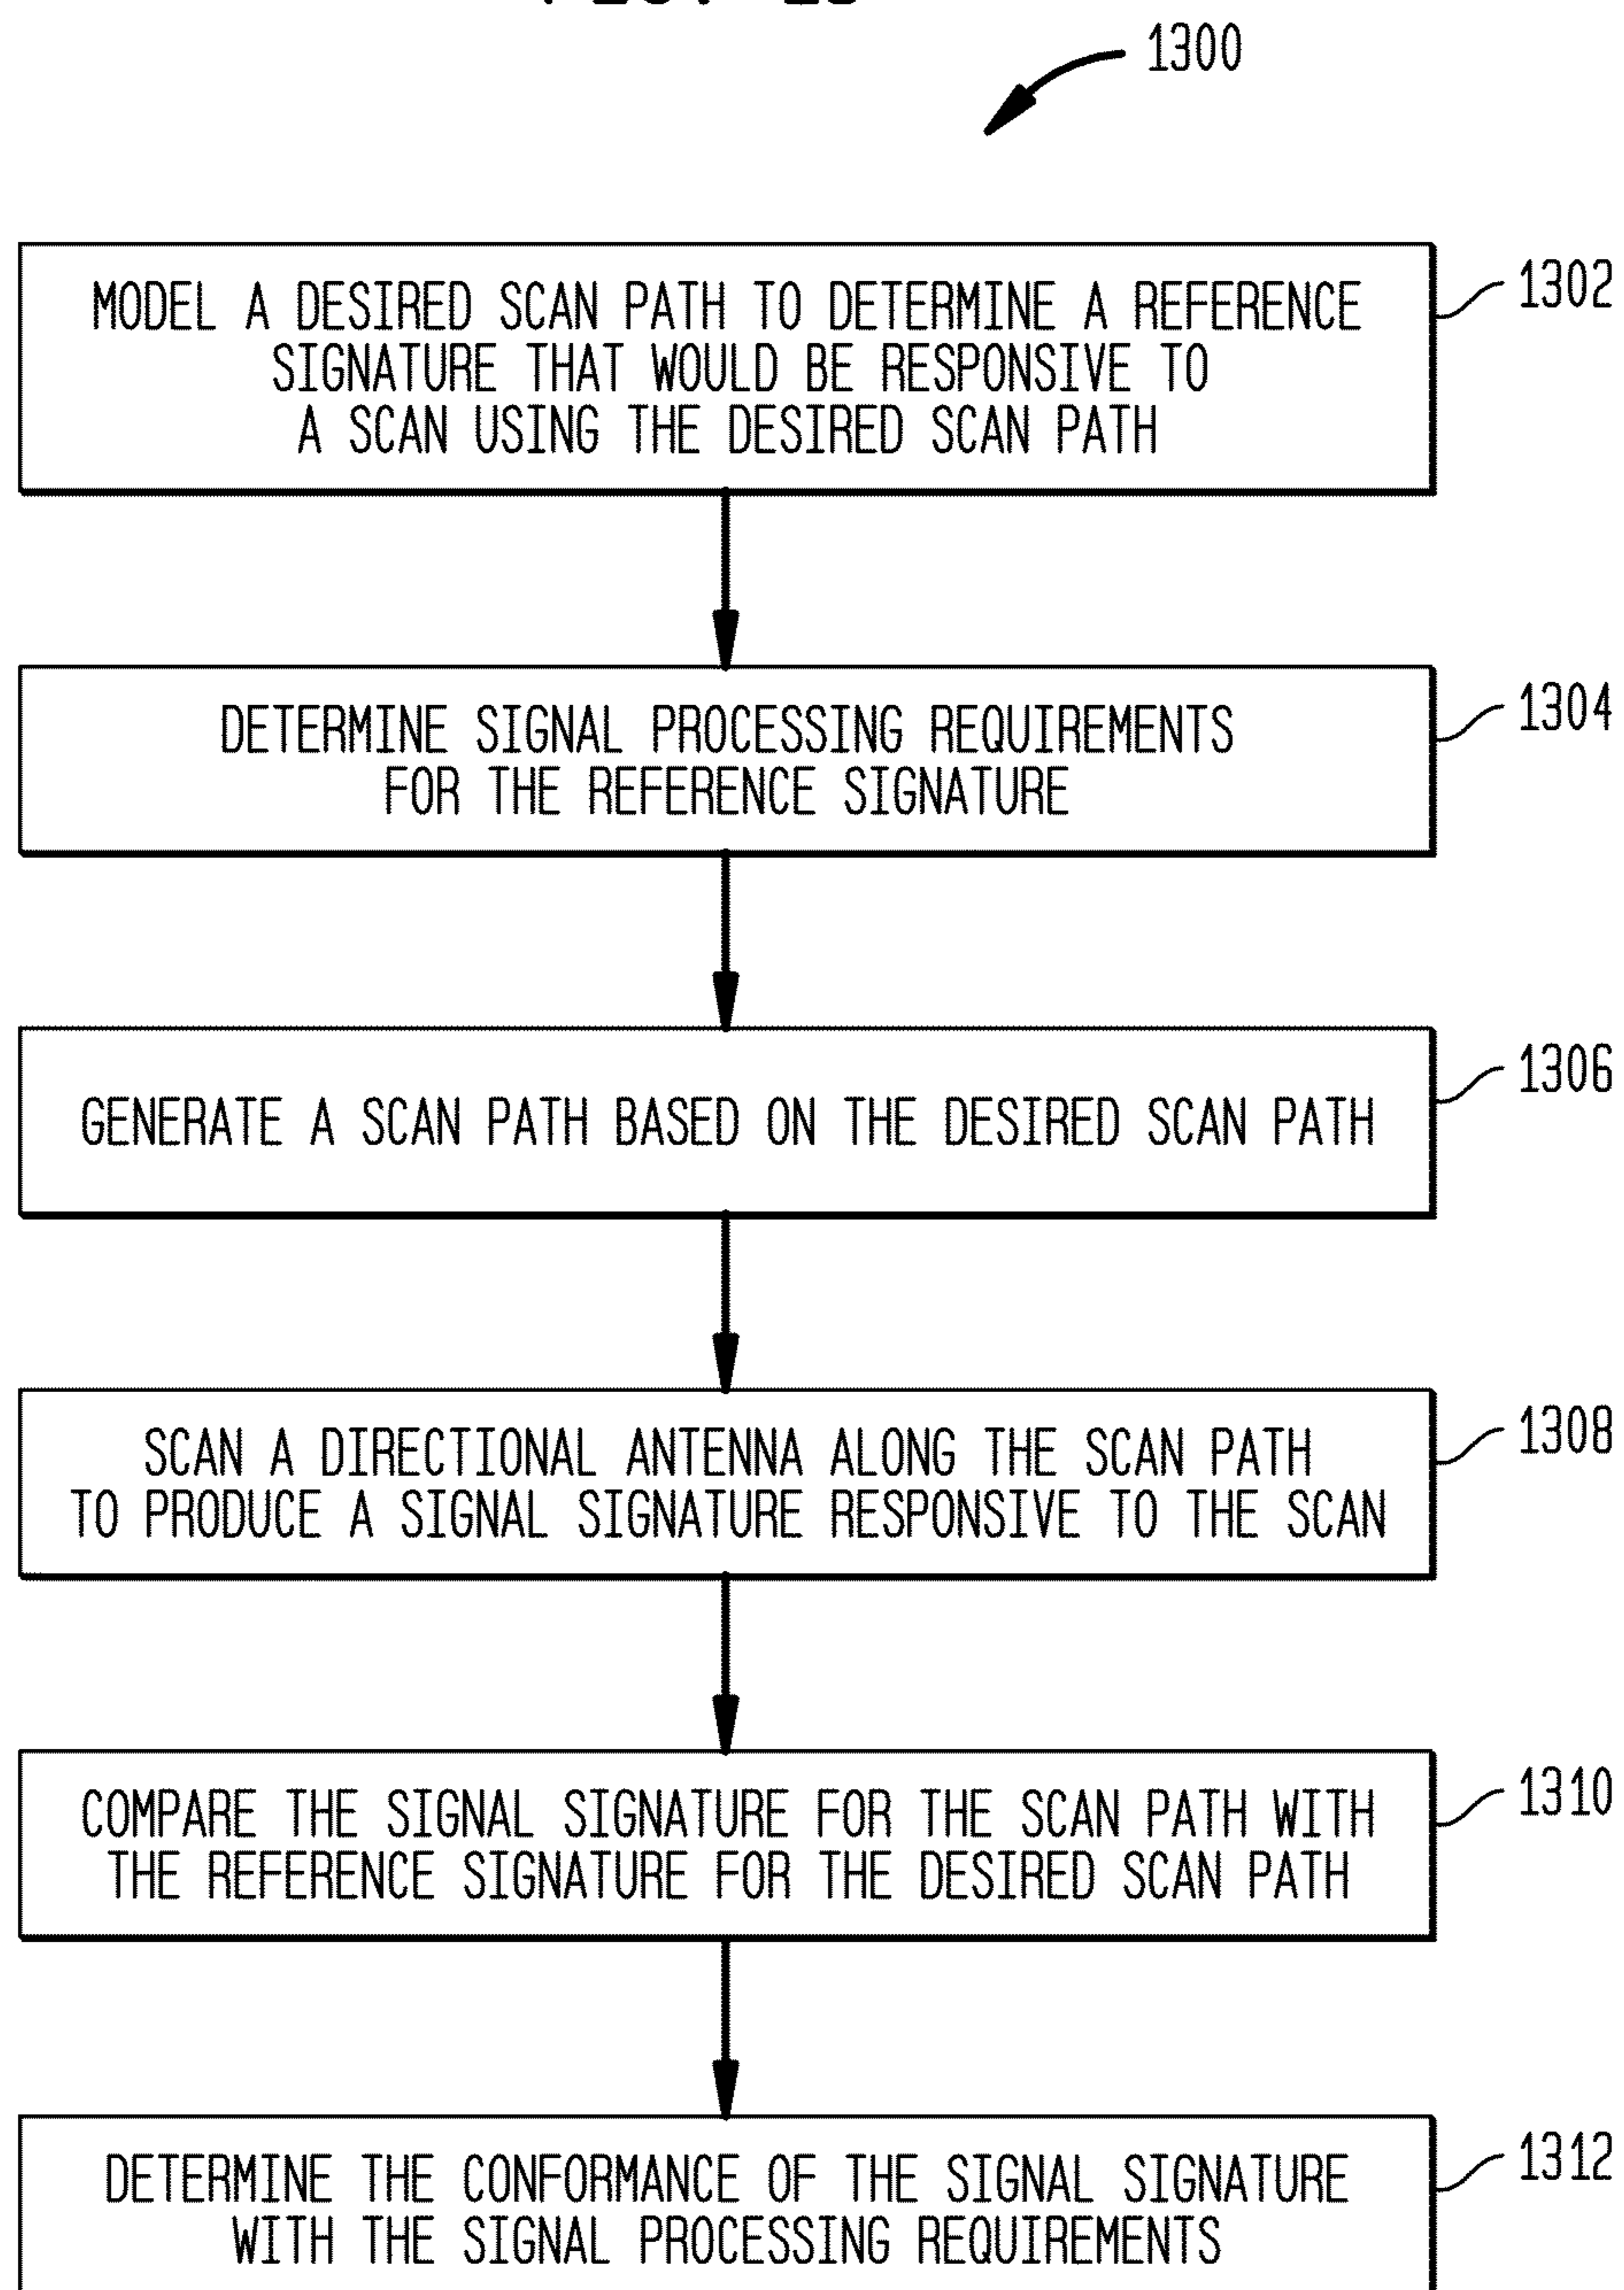 1300
MODEL A DESIRED SCAN PATH TO DETERMINE A REFERENCE
SIGNATURE THAT WOULD BE RESPONSIVE TO
A SCAN USING THE DESIRED SCAN PATH
1302
DETERMINE SIGNAL PROCESSING REQUIREMENTS
FOR THE REFERENCE SIGNATURE
1304
GENERATE A SCAN PATH BASED ON THE DESIRED SCAN PATH
1306
SCAN A DIRECTIONAL ANTENNA ALONG THE SCAN PATH
TO PRODUCE A SIGNAL SIGNATURE RESPONSIVE TO THE SCAN
1308
COMPARE THE SIGNAL SIGNATURE FOR THE SCAN PATH WITH
THE REFERENCE SIGNATURE FOR THE DESIRED SCAN PATH
1310
DETERMINE THE CONFORMANCE OF THE SIGNAL SIGNATURE
WITH THE SIGNAL PROCESSING REQUIREMENTS
1312